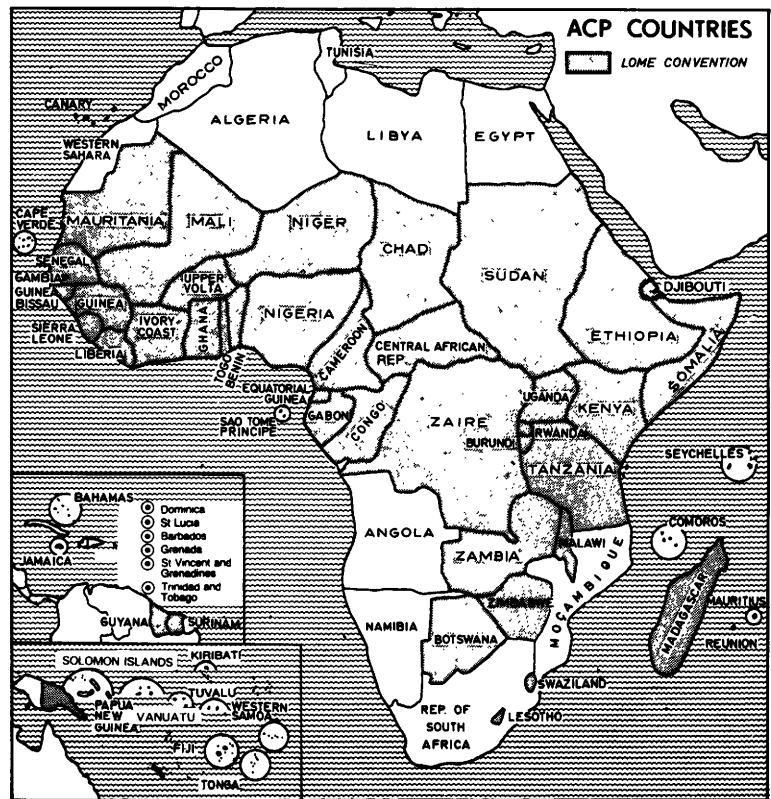 ACP COUNTRIES
LOME CONVENTION
TUNISIA
MOROCCO
CANARY
ALGERIA
LIBYA
EGYPT
WESTERN
SAHARA
CAPE
VERDE
MAURITANIA
MALI
NIGER
CHAD
SUDAN
SENEGAL
GAMBIA
GUINEA
BISSAU
GUINEA
UPPER
VOLTA
DJIBOUTI
SIERRA
LEONE
IVORY
COAST
GHANA
NIGERIA
ETHIOPIA
LIBERIA
TOGO
BENIN
CAMEROON
CENTRAL AFRICAN
REP.
SOMALIA
EQUATORIAL
GUINEA
SAO TOME
PRINCIPE
GABON
CONGO
ZAIRE
UGANDA
KENYA
RWANDA
BURUNDI
TANZANIA
SEYCHELLES
BAHAMAS
JAMAICA
Dominica
St Lucia
Barbados
Grenada
St Vincent and
Grenadines
Trinidad and
Tobago
GUYANA
SURINAM
ANGOLA
ZAMBIA
MALAWI
COMOROS
MOÇAMBIQUE
ZIMBABWE
MADAGASCAR
MAURITIUS
REUNION
NAMIBIA
BOTSWANA
SWAZILAND
LESOTHO
REP. OF
SOUTH
AFRICA
SOLOMON ISLANDS
KIRIBATI
TUVALU
PAPUA
NEW
GUINEA
VANUATU
WESTERN
SAMOA
FIJI
TONGA